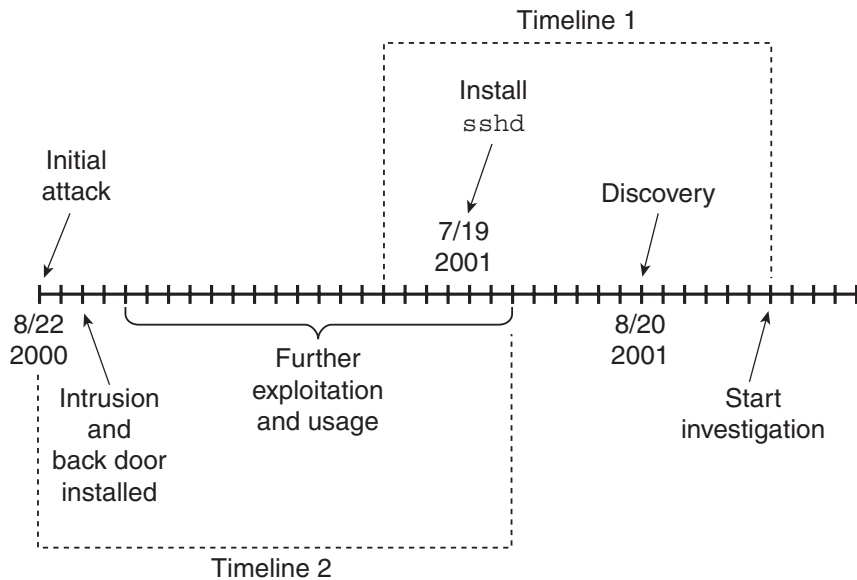 Timeline 1
Install
sshd
Initial
attack
Discovery
7/19
2001
8/22
2000
8/20
2001
Further
exploitation
and usage
Intrusion
and
back door
installed
Start
investigation
Timeline 2